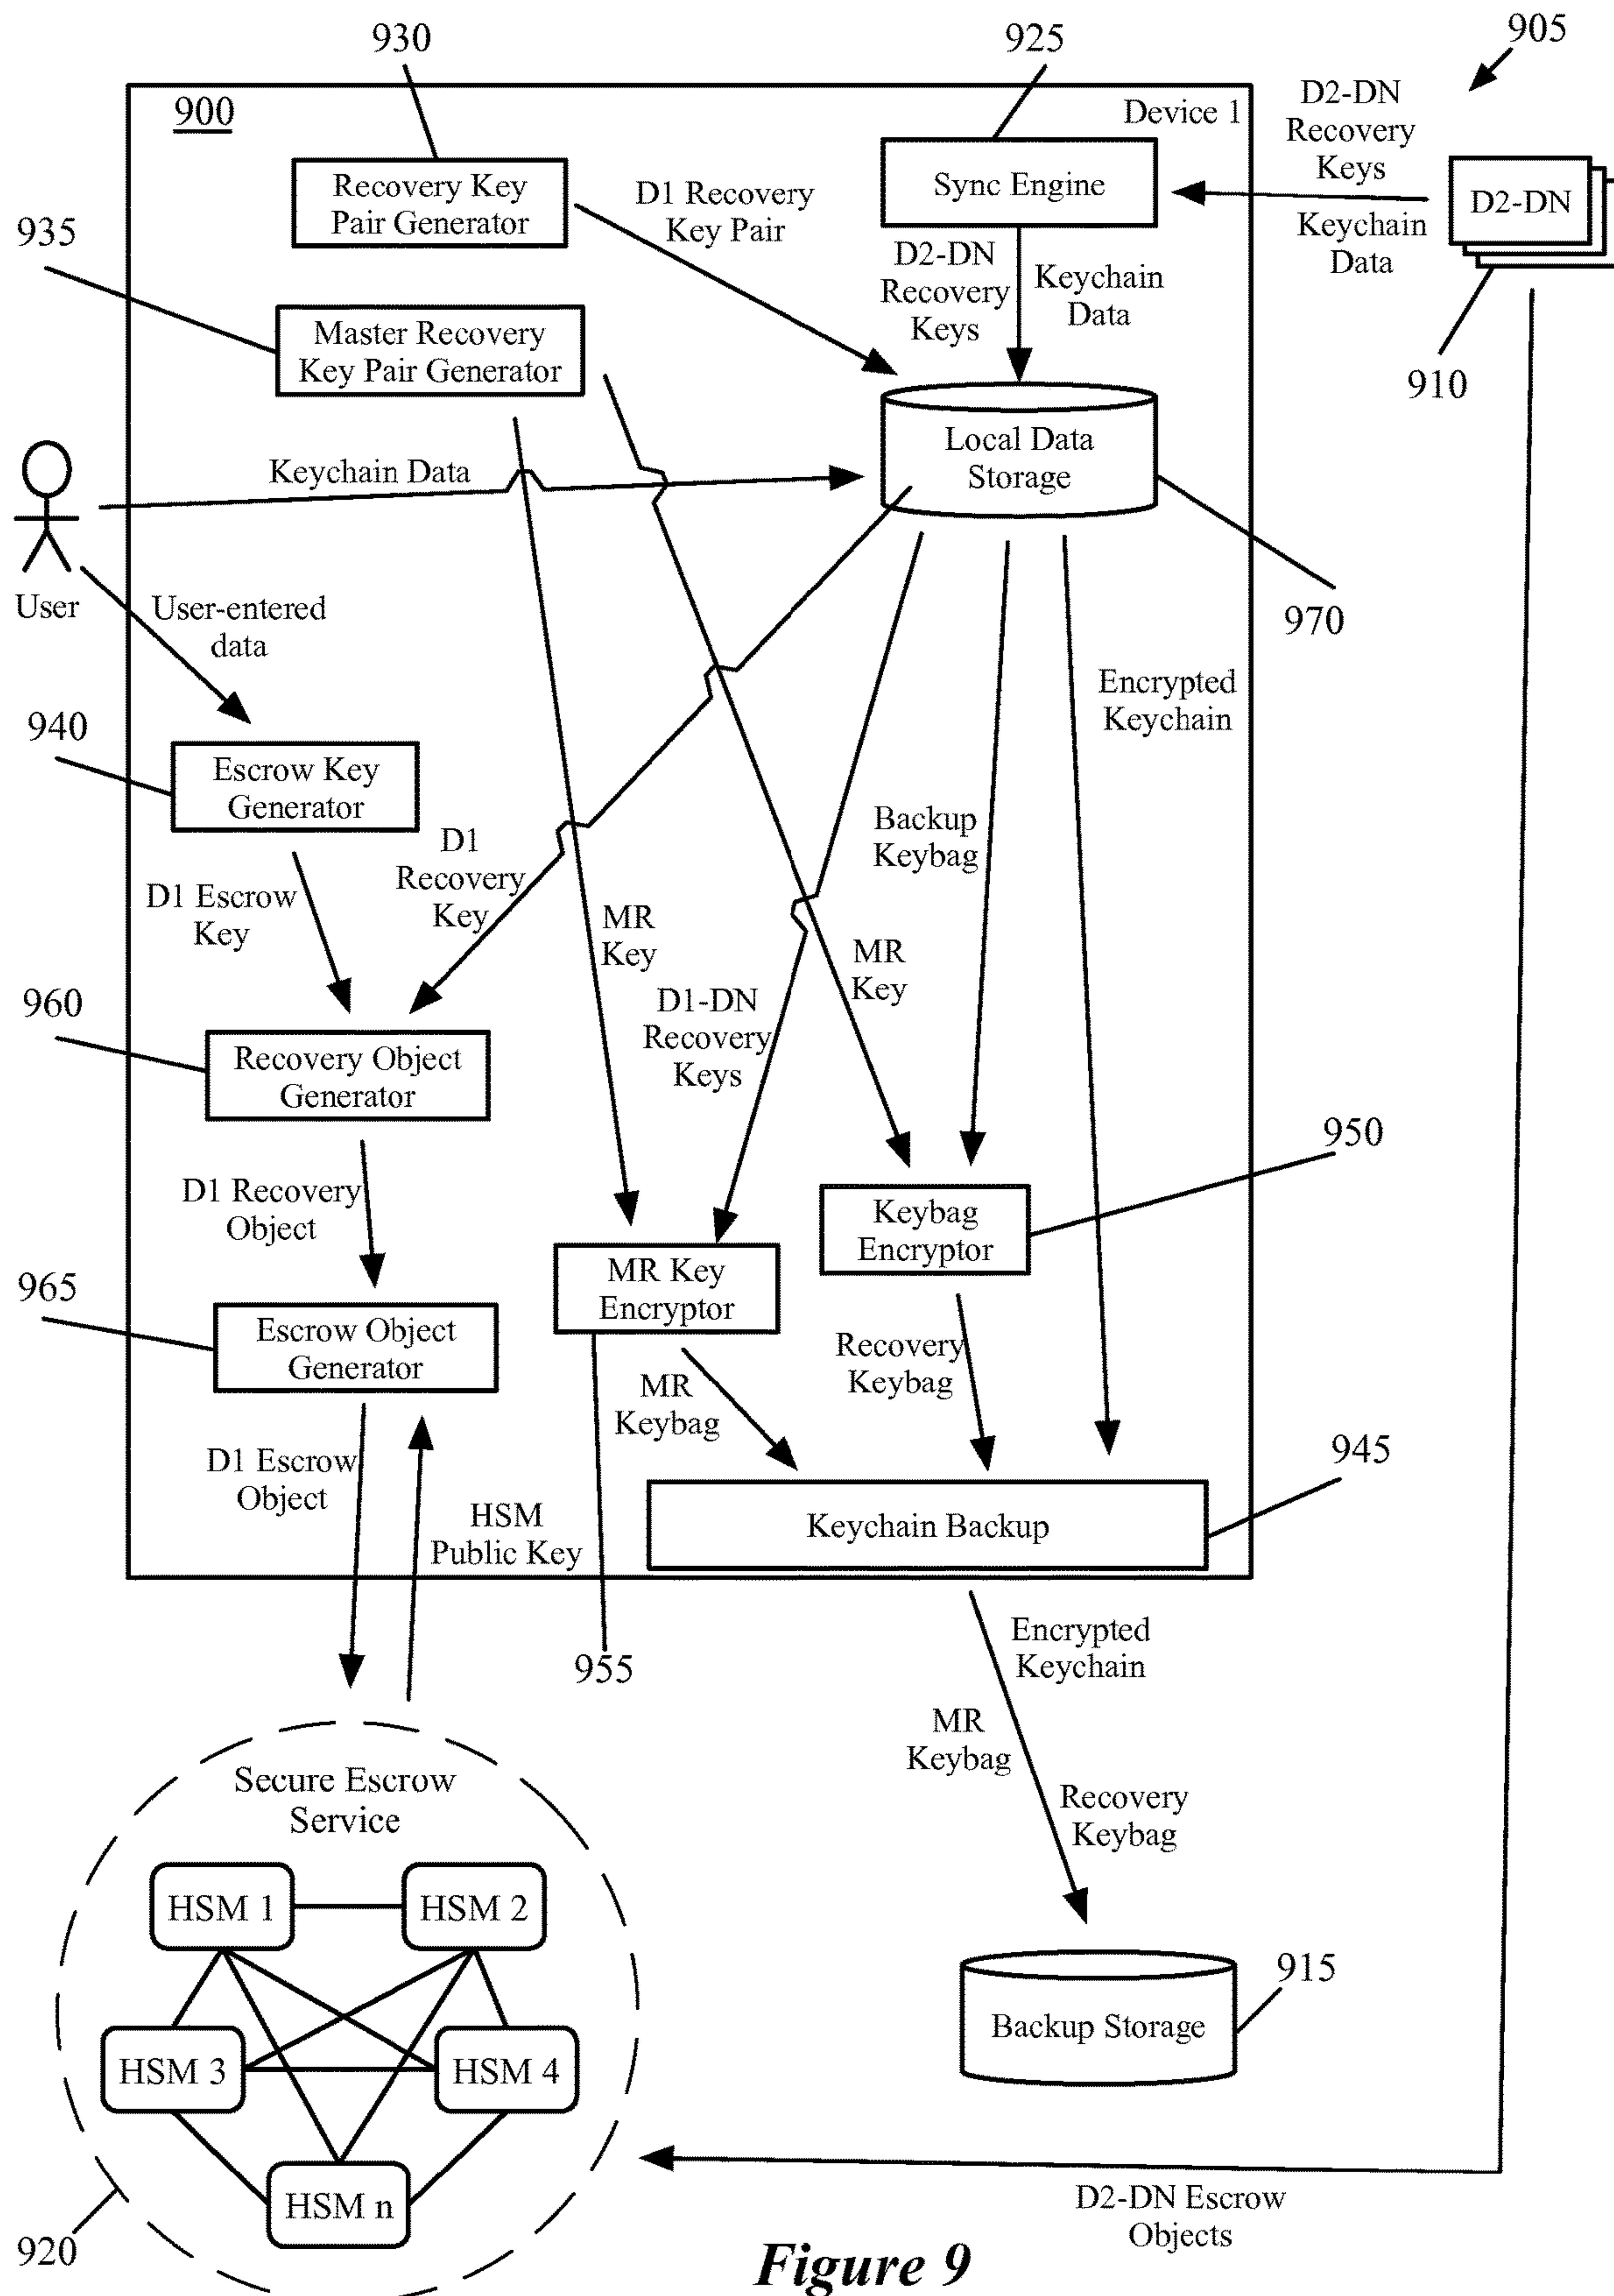 930
925
905
900
Device 1
D2-DN
Recovery
Keys
Recovery Key
Pair Generator
D1 Recovery
Key Pair
Sync Engine
D2-DN
Keychain
Data
935
D2-DN
Recovery
Keys
Keychain
Data
Master Recovery
Key Pair Generator
910
Local Data
Storage
Keychain Data
User
User-entered
data
970
Encrypted
Keychain
940
Escrow Key
Generator
Backup
Keybag
D1
Recovery
Key
D1 Escrow
Key
MR
Key
MR
Key
D1-DN
Recovery
Keys
960
Recovery Object
Generator
950
D1 Recovery
Object
Keybag
Encryptor
965
MR Key
Encryptor
Escrow Object
Generator
Recovery
Keybag
MR
Keybag
945
D1 Escrow
Object
HSM
Public Key
Keychain Backup
955
Encrypted
Keychain
MR
Keybag
Recovery
Keybag
Secure Escrow
Service
HSM 1
HSM 2
HSM 3
HSM 4
HSM n
915
Backup Storage
920
D2-DN Escrow
Objects
Figure 9